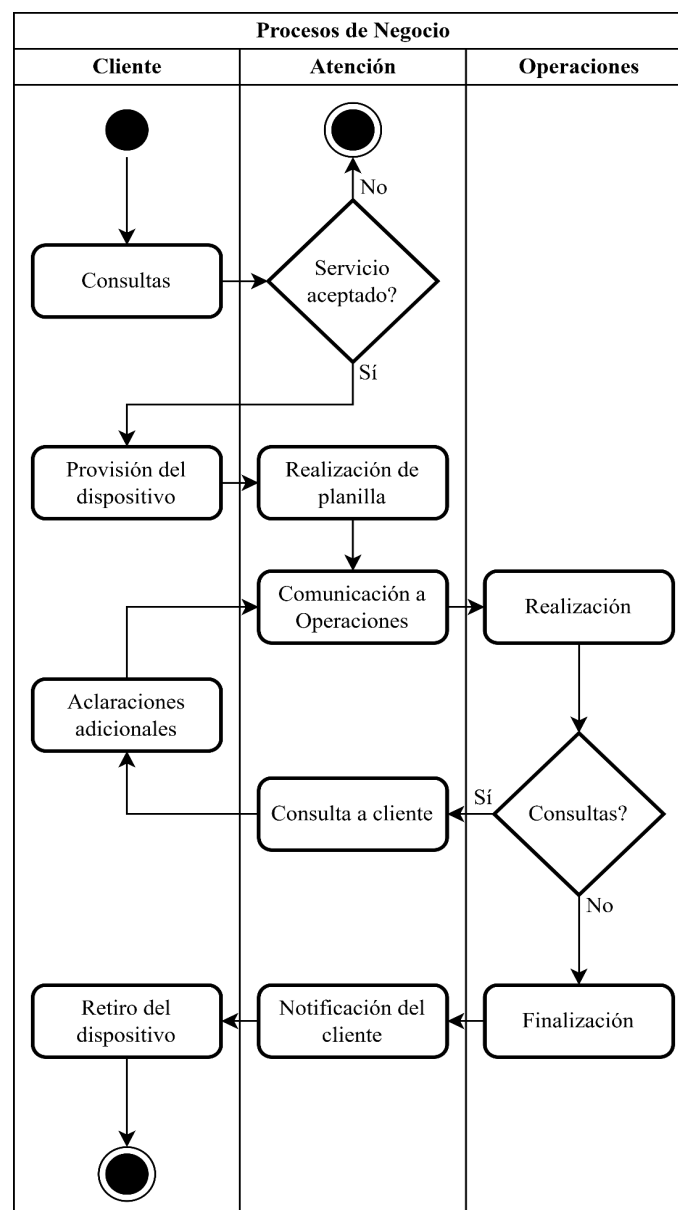 Procesos de Negocio
Cliente
Atención
Operaciones
No
Consultas
Servicio
aceptado?
Sí
Provisión del
dispositivo
Realización de
planilla
Comunicación a
Operaciones
Realización
Aclaraciones
adicionales
Consulta a cliente
Sí
Consultas?
No
Retiro del
dispositivo
Notificación del
cliente
Finalización